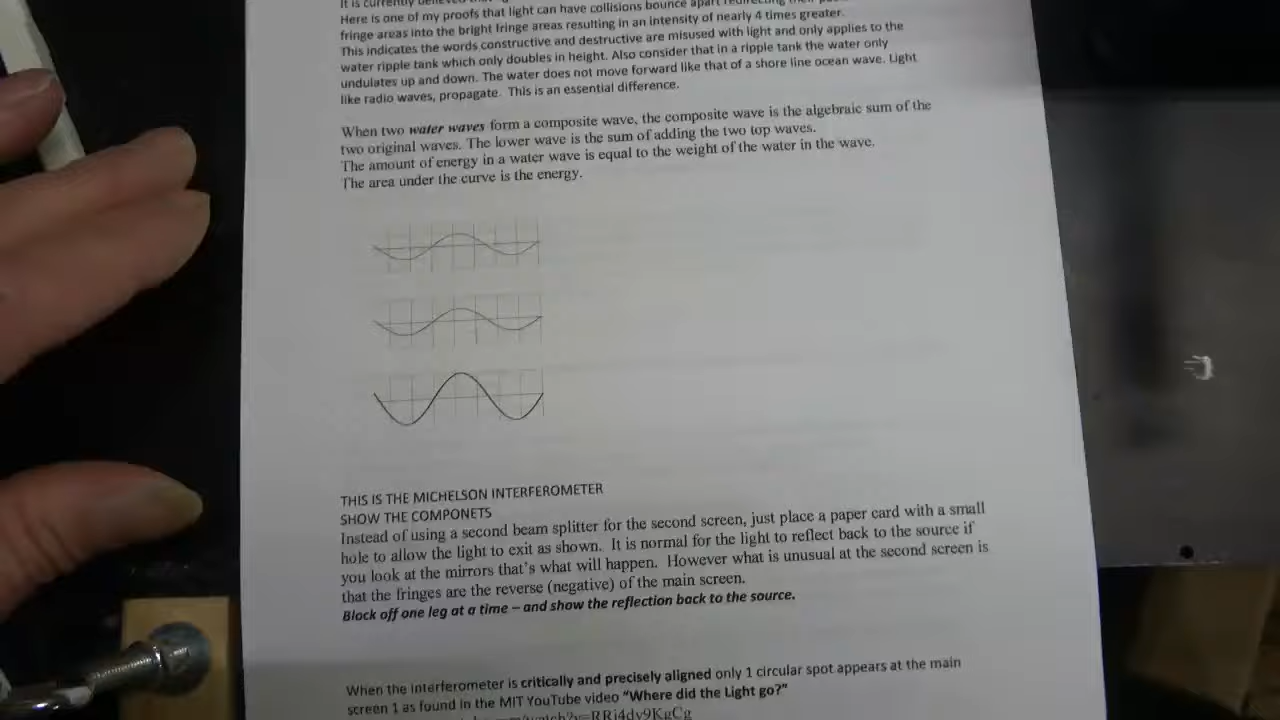 It is currently believed
Here is one of my proofs that light can have collisions bounce apart redirecting their
fringe areas into the bright fringe areas resulting in an intensity of nearly 4 times greater.
This indicates the words constructive and destructive are misused with light and only applies to the
water ripple tank which only doubles in height. Also consider that in a ripple tank the water only
undulates up and down. The water does not move forward like that of a shore line ocean wave. Light
like radio waves, propagate. This is an essential difference.
When two water waves form a composite wave, the composite wave is the algebraic sum of the
two original waves. The lower wave is the sum of adding the two top waves.
The amount of energy in a water wave is equal to the weight of the water in the wave.
The area under the curve is the energy.
THIS IS THE MICHELSON INTERFEROMETER
SHOW THE COMPONETS
Instead of using a second beam splitter for the second screen, just place a paper card with a small
hole to allow the light to exit as shown. It is normal for the light to reflect back to the source if
you look at the mirrors that's what will happen. However what is unusual at the second screen is
that the fringes are the reverse (negative) of the main screen.
Block off one leg at a time – and show the reflection back to the source.
When the interferometer is critically and precisely aligned only 1 circular spot appears at the main
screen 1 as found in the MIT YouTube video "Where did the Light go?"
/watch?v=RRi4dv9KgCg